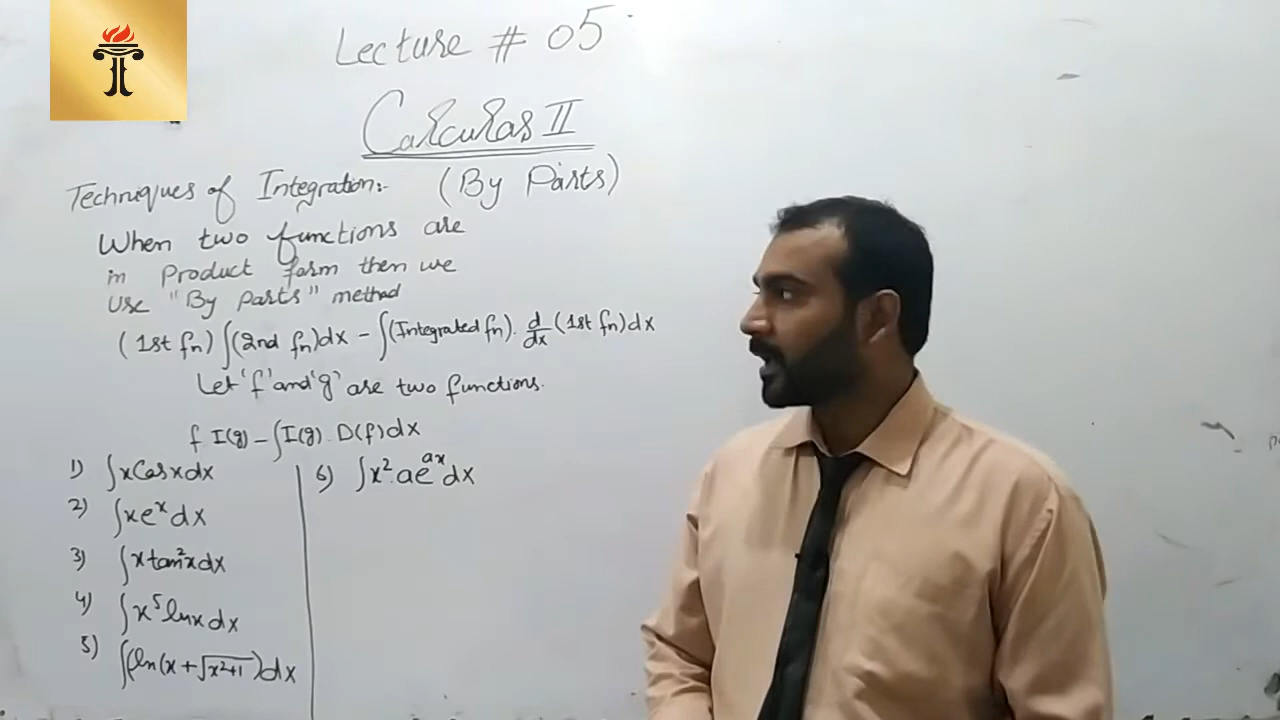 Lecture # 05
Calculas II
Techniques of Integration:- (By Parts)
When two functions are
in Product form then we
Use "By Parts" method
(1st fn) ∫(2nd fn)dx - ∫(Integrated fn). d/dx (1st fn)dx
Let 'f' and 'g' are two functions.
f I(g) - ∫I(g). D(f)dx
1) ∫x Cosx dx
2) ∫xe^x dx
3) ∫x tan²x dx
4) ∫x⁵ lnx dx
5) ∫(ln(x + √x²+1)dx
6) ∫x².ae^ax dx